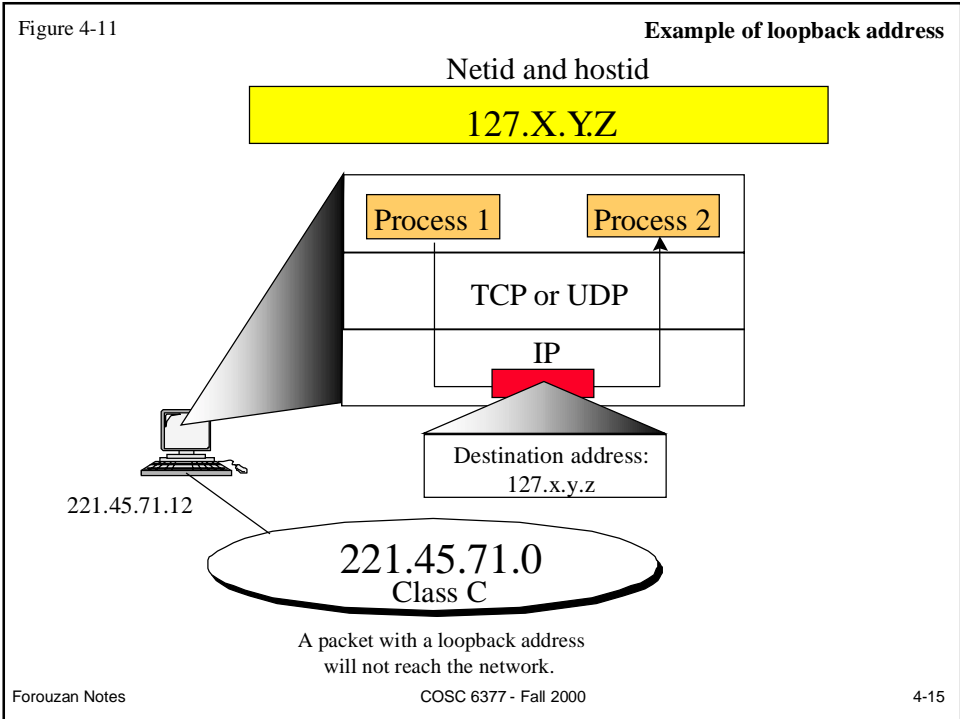 Figure 4-11
Example of loopback address
Netid and hostid
127.X.Y.Z
Process 1
Process 2
TCP or UDP
IP
Destination address:
127.x.y.z
221.45.71.12
221.45.71.0
Class C
A packet with a loopback address
will not reach the network.
Forouzan Notes
COSC 6377 - Fall 2000
4-15